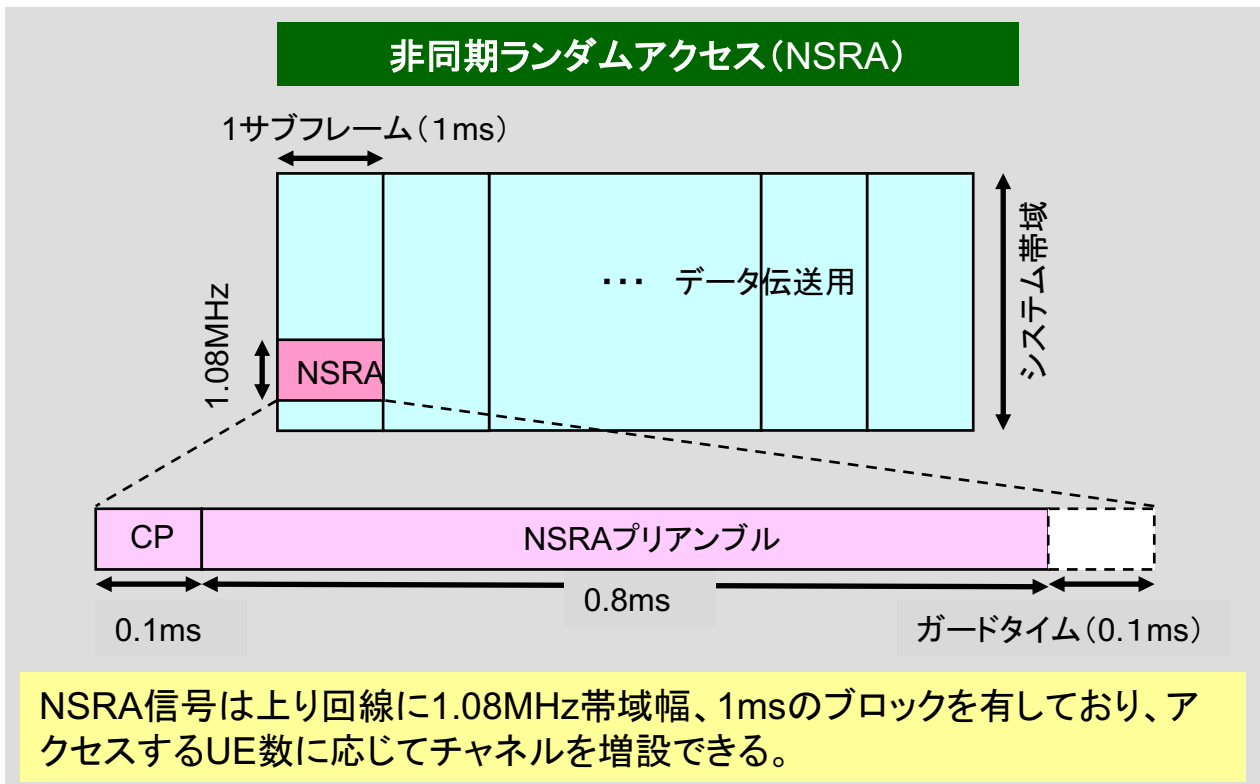 非同期ランダムアクセス（NSRA）
1サブフレーム（１ms）
1.08MHz
NSRA
･･･ データ伝送用
システム帯域
CP
NSRAプリアンブル
0.1ms
0.8ms
ガードタイム（0.１ms）
NSRA信号は上り回線に1.08MHz帯域幅、1msのブロックを有しており、ア
クセスするUE数に応じてチャネルを増設できる。